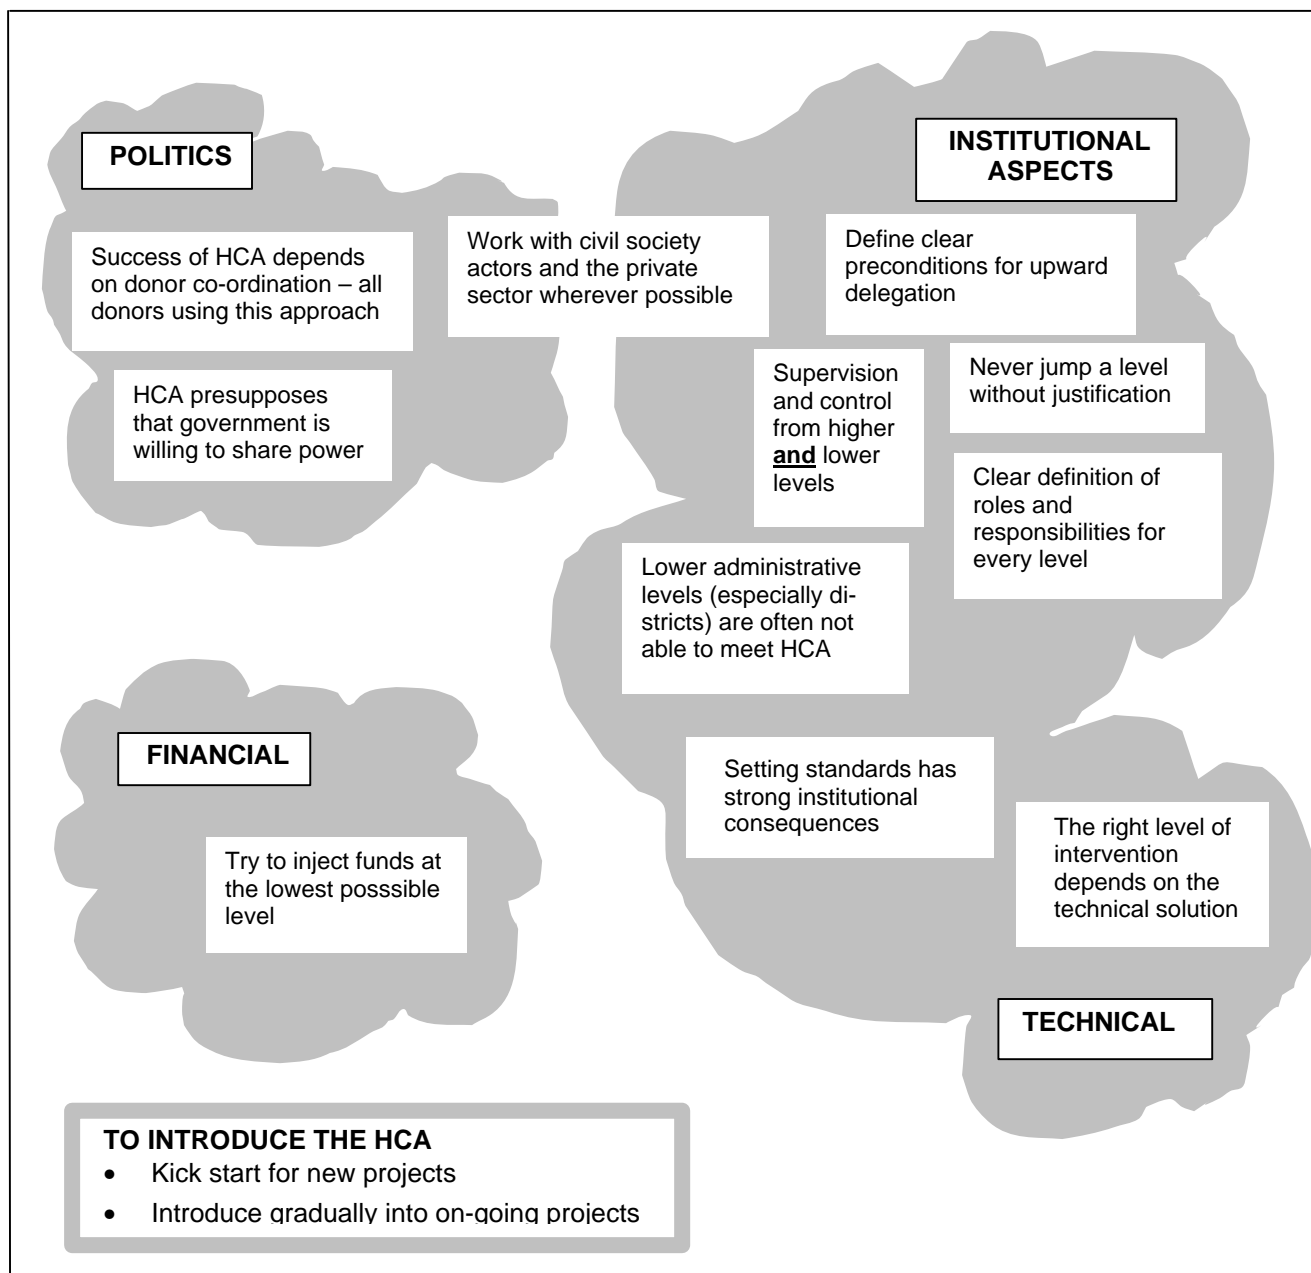 POLITICS
Success of HCA depends
on donor co-ordination – all
donors using this approach
HCA presupposes
that government is
willing to share power
Work with civil society
actors and the private
sector wherever possible
INSTITUTIONAL
ASPECTS
Define clear
preconditions for upward
delegation
Supervision
and control
from higher
and lower
levels
Never jump a level
without justification
Clear definition of
roles and
responsibilities for
every level
Lower administrative
levels (especially di-
stricts) are often not
able to meet HCA
Setting standards has
strong institutional
consequences
The right level of
intervention
depends on the
technical solution
TECHNICAL
FINANCIAL
Try to inject funds at
the lowest posssible
level
TO INTRODUCE THE HCA
• Kick start for new projects
• Introduce gradually into on-going projects